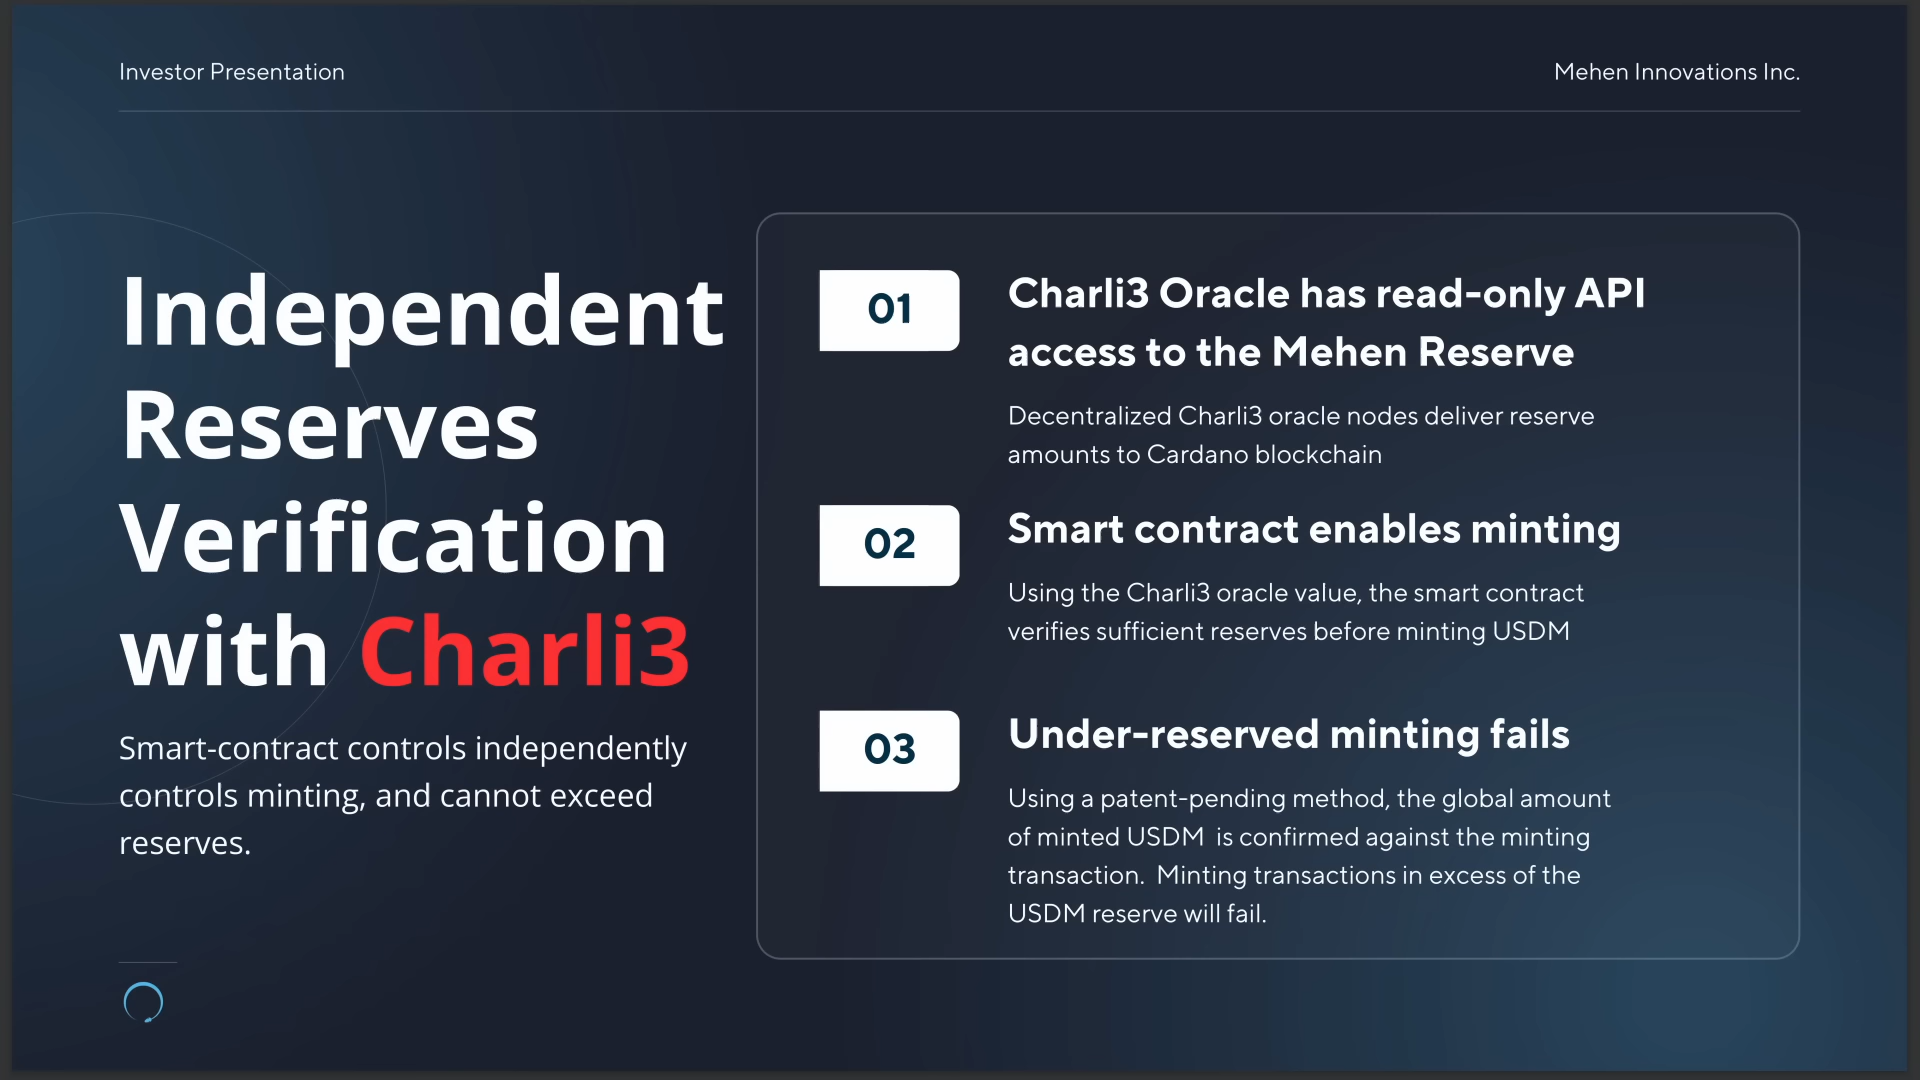 Investor Presentation
Mehen Innovations Inc.
Independent
Reserves
Verification
with Charli3
Smart-contract controls independently
controls minting, and cannot exceed
reserves.
01
Charli3 Oracle has read-only API
access to the Mehen Reserve
Decentralized Charli3 oracle nodes deliver reserve
amounts to Cardano blockchain
02
Smart contract enables minting
Using the Charli3 oracle value, the smart contract
verifies sufficient reserves before minting USDM
03
Under-reserved minting fails
Using a patent-pending method, the global amount
of minted USDM  is confirmed against the minting
transaction.  Minting transactions in excess of the
USDM reserve will fail.